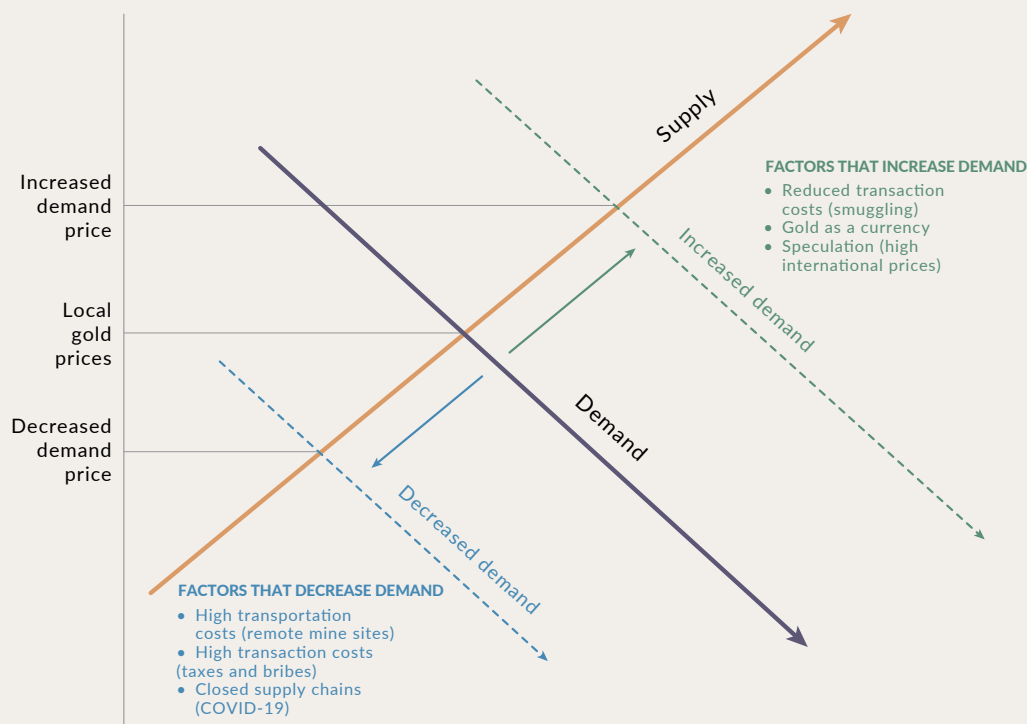 Supply
FACTORS THAT INCREASE DEMAND
• Reduced transaction
costs (smuggling)
• Gold as a currency
• Speculation (high
international prices)
Increased
demand
price
Increased demand
Local
gold
prices
Demand
Decreased
demand
price
Decreased demand
FACTORS THAT DECREASE DEMAND
• High transportation
costs (remote mine sites)
• High transaction costs
(taxes and bribes)
• Closed supply chains
(COVID-19)